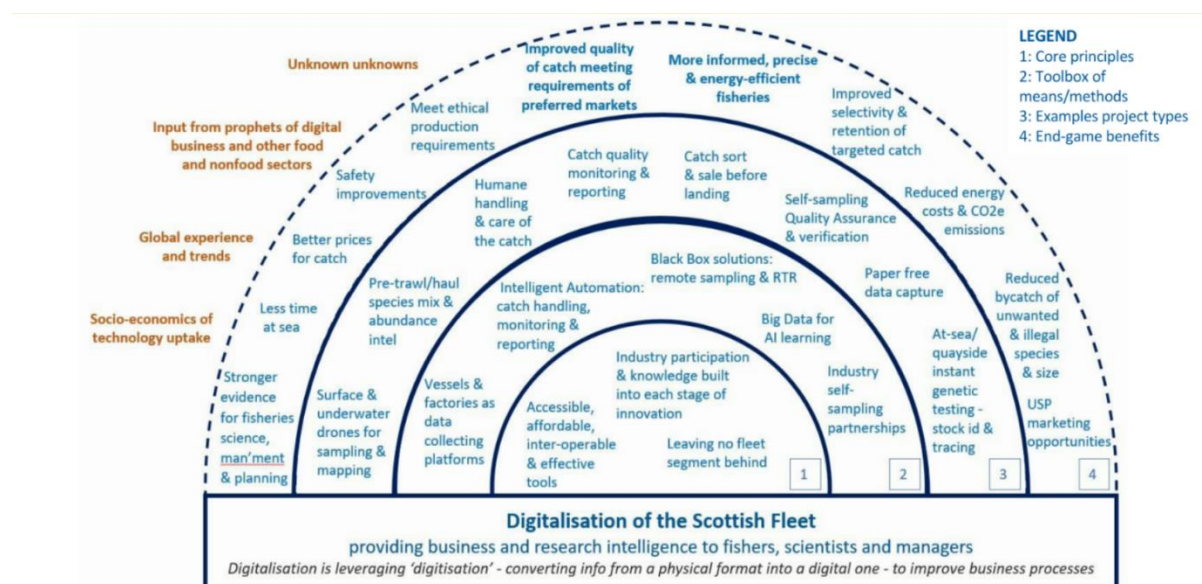 LEGEND
1: Core principles
2: Toolbox of
means/methods
3: Examples project types
4: End-game benefits
Unknown unknowns
Input from prophets of digital
business and other food
and nonfood sectors
Global experience
and trends
Socio-economics of
technology uptake
Stronger
evidence
for fisheries
science,
man'ment
& planning
Less time
at sea
Better prices
for catch
Safety
improvements
Meet ethical
production
requirements
Improved quality
of catch meeting
requirements of
preferred markets
More informed, precise
& energy-efficient
fisheries
Improved
selectivity &
retention of
targeted catch
Reduced energy
costs & CO2e
emissions
Reduced
bycatch of
unwanted
& illegal
species
& size
USP
marketing
opportunities
4
Surface &
underwater
drones for
sampling &
mapping
Pre-trawl/haul
species mix &
abundance
intel
Humane
handling
& care of
the catch
Catch quality
monitoring &
reporting
Catch sort
& sale before
landing
Self-sampling
Quality Assurance
& verification
Paper free
data capture
At-sea/
quayside
instant
genetic
testing -
stock id &
tracing
3
Vessels &
factories as
data
collecting
platforms
Intelligent Automation:
catch handling,
monitoring &
reporting
Black Box solutions:
remote sampling & RTR
Big Data for
AI learning
Industry
self-
sampling
partnerships
2
Accessible,
affordable,
inter-operable
& effective
tools
Industry participation
& knowledge built
into each stage of
innovation
Leaving no fleet
segment behind
1
Digitalisation of the Scottish Fleet
providing business and research intelligence to fishers, scientists and managers
Digitalisation is leveraging 'digitisation' - converting info from a physical format into a digital one - to improve business processes